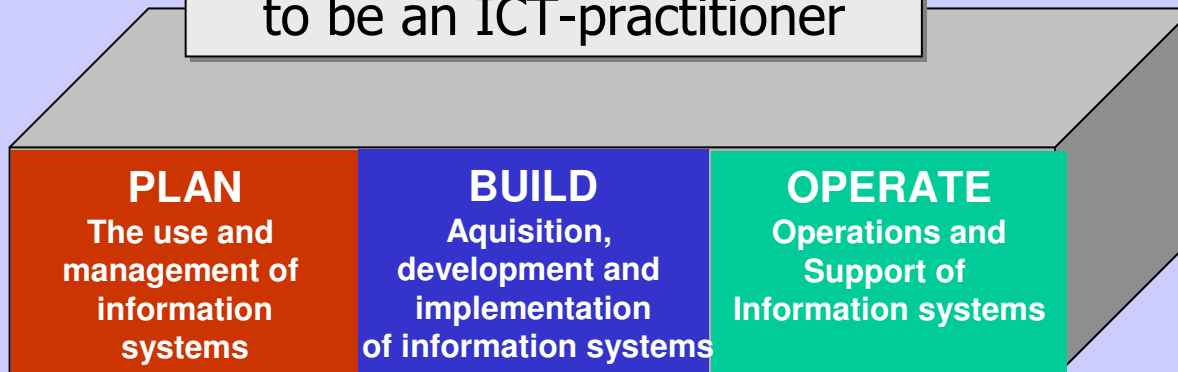 to be an ICT-practitioner
PLAN
The use and
management of
information
systems
BUILD
Aquisition,
development and
implementation
of information systems
OPERATE
Operations and
Support of
Information systems